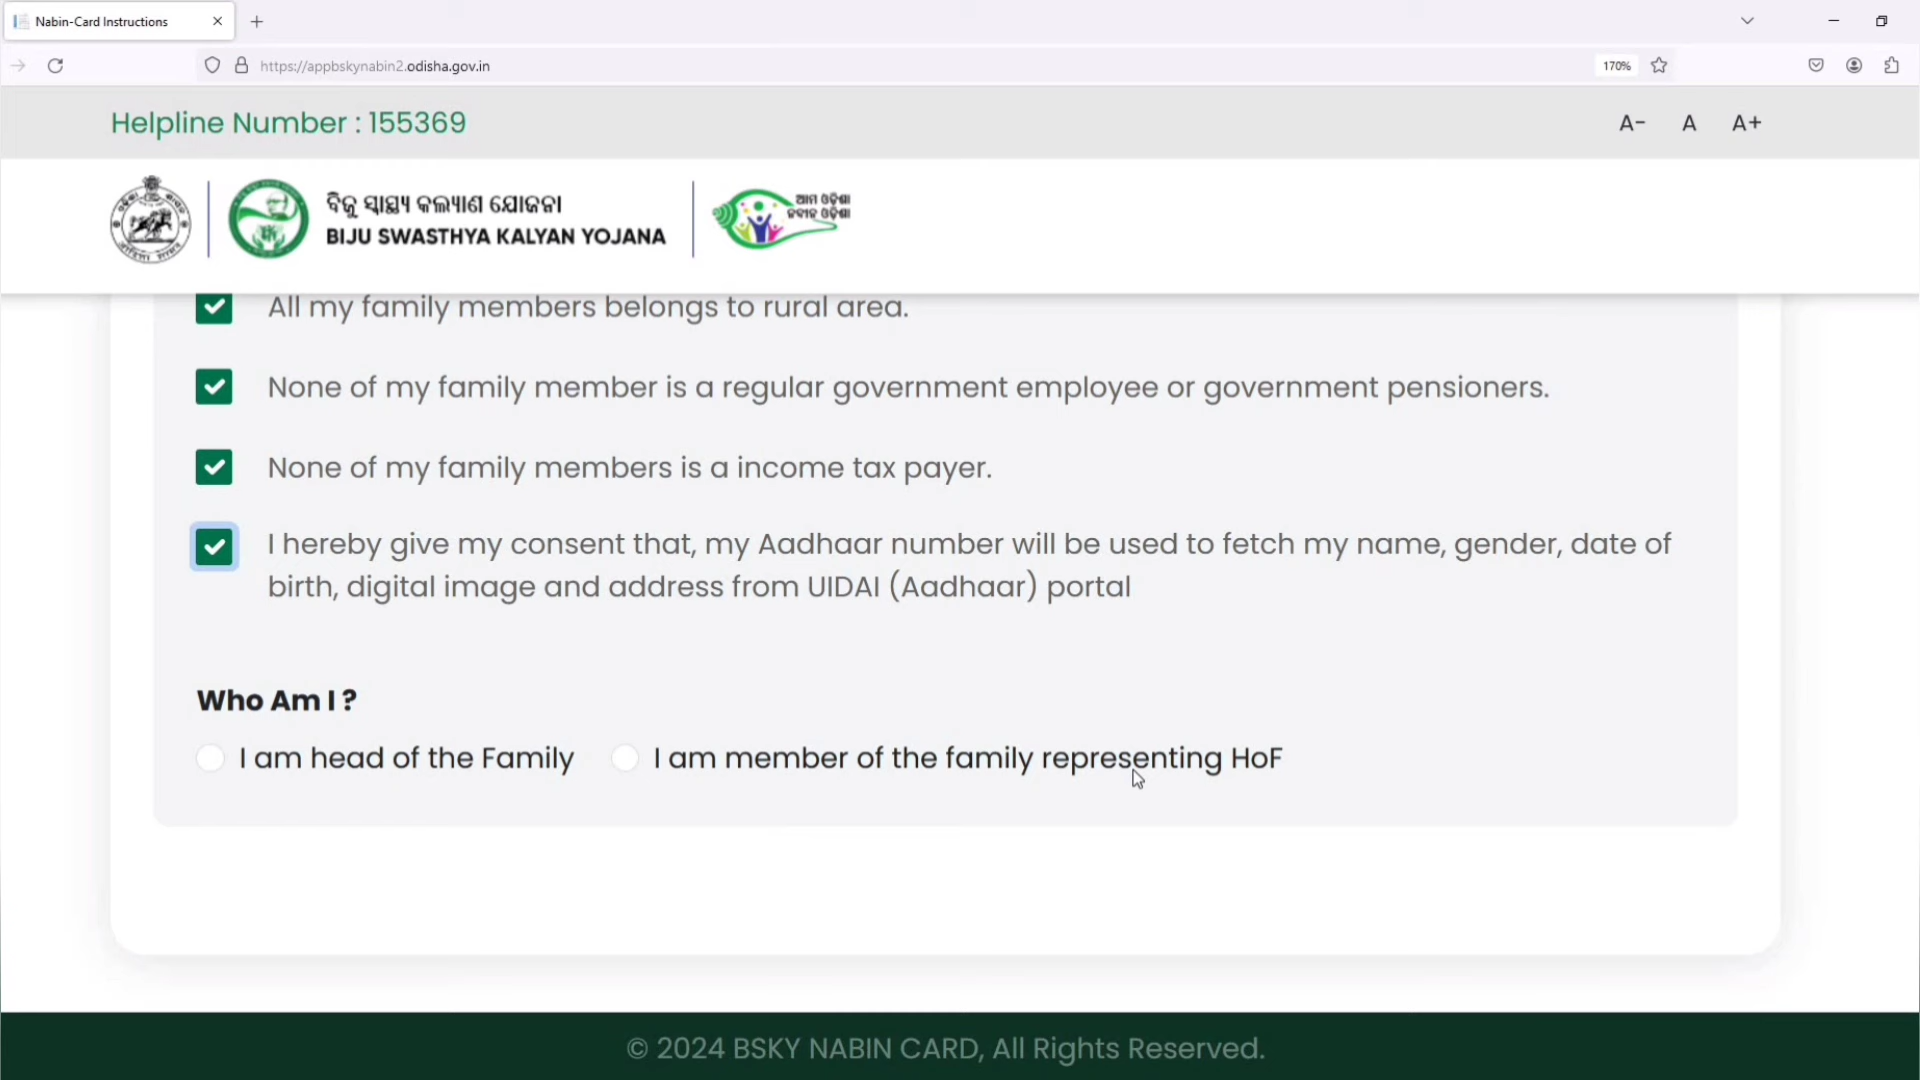 Nabin-Card Instructions
https://appbskynabin2.odisha.gov.in
170%
Helpline Number : 155369
A- A A+
ବିଜୁ ସ୍ୱାସ୍ଥ୍ୟ କଲ୍ୟାଣ ଯୋଜନା
BIJU SWASTHYA KALYAN YOJANA
ଆମ ଓଡ଼ିଶା
ନବୀନ ଓଡ଼ିଶା
All my family members belongs to rural area.
None of my family member is a regular government employee or government pensioners.
None of my family members is a income tax payer.
I hereby give my consent that, my Aadhaar number will be used to fetch my name, gender, date of
birth, digital image and address from UIDAI (Aadhaar) portal
Who Am I ?
I am head of the Family I am member of the family representing HoF
© 2024 BSKY NABIN CARD, All Rights Reserved.